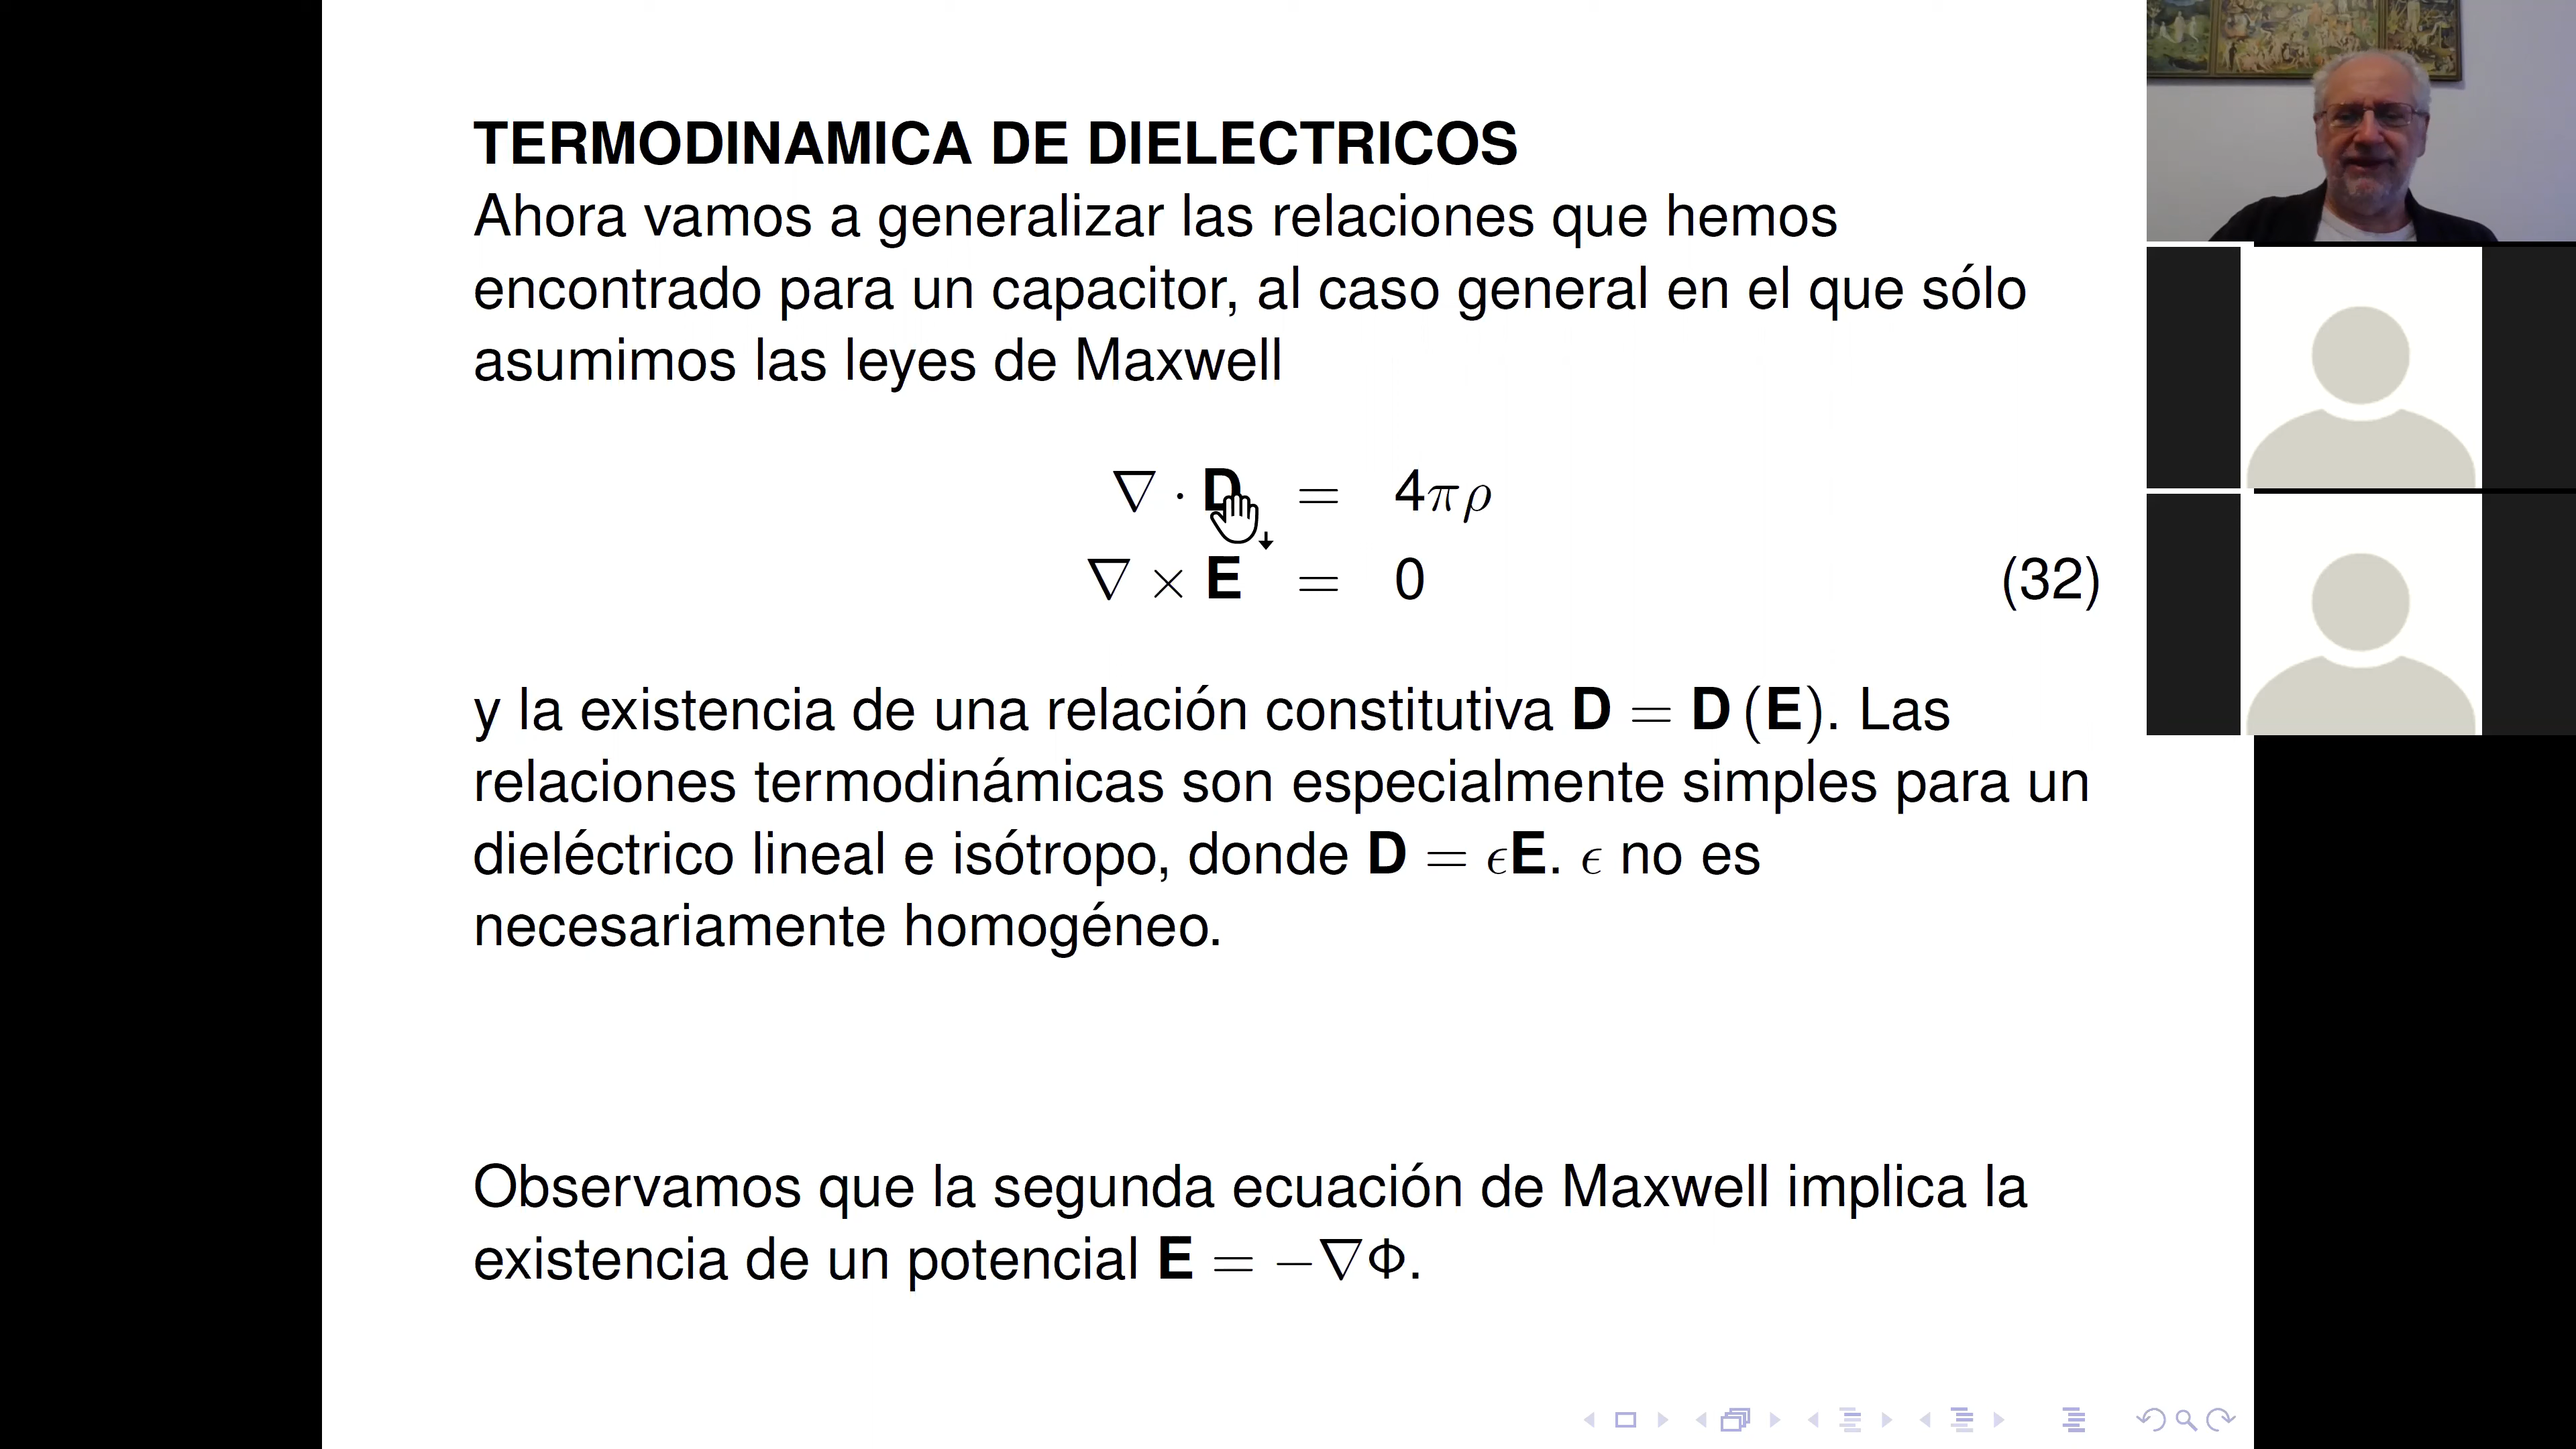 TERMODINAMICA DE DIELECTRICOS
Ahora vamos a generalizar las relaciones que hemos
encontrado para un capacitor, al caso general en el que sólo
asumimos las leyes de Maxwell
∇ · D = 4πρ
∇ × E = 0 (32)
y la existencia de una relación constitutiva D = D (E). Las
relaciones termodinámicas son especialmente simples para un
dieléctrico lineal e isótropo, donde D = ϵE. ϵ no es
necesariamente homogéneo.
Observamos que la segunda ecuación de Maxwell implica la
existencia de un potencial E = −∇Φ.